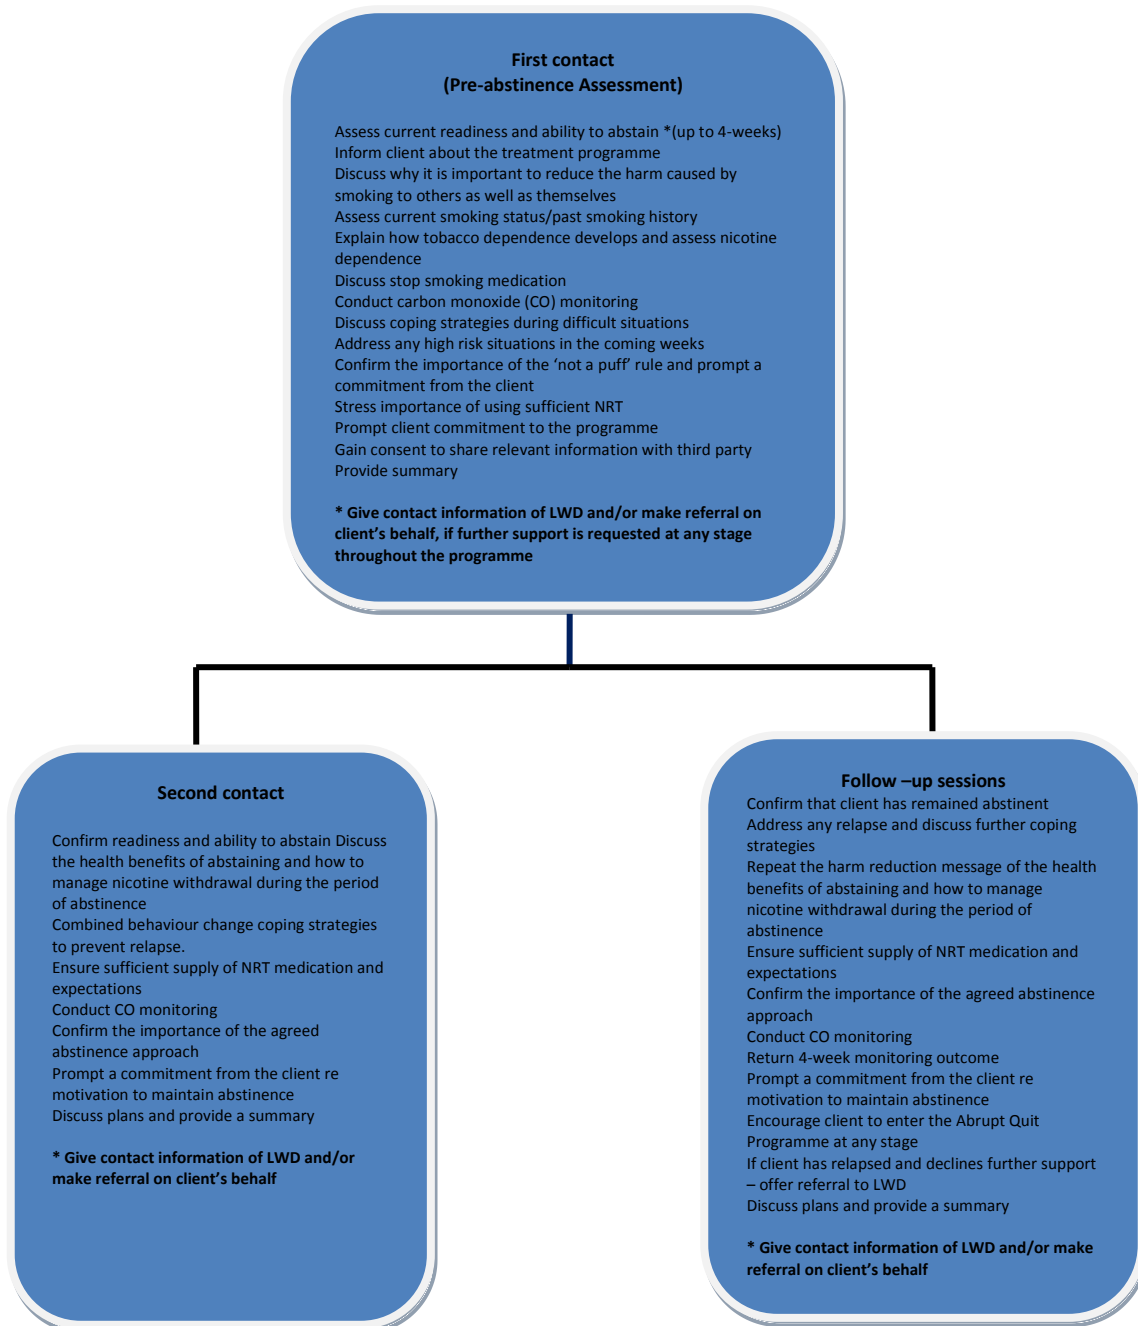 First contact
(Pre-abstinence Assessment)
Assess current readiness and ability to abstain *(up to 4-weeks)
Inform client about the treatment programme
Discuss why it is important to reduce the harm caused by
smoking to others as well as themselves
Assess current smoking status/past smoking history
Explain how tobacco dependence develops and assess nicotine
dependence
Discuss stop smoking medication
Conduct carbon monoxide (CO) monitoring
Discuss coping strategies during difficult situations
Address any high risk situations in the coming weeks
Confirm the importance of the ‘not a puff’ rule and prompt a
commitment from the client
Stress importance of using sufficient NRT
Prompt client commitment to the programme
Gain consent to share relevant information with third party
Provide summary
* Give contact information of LWD and/or make referral on
client’s behalf, if further support is requested at any stage
throughout the programme
Second contact
Confirm readiness and ability to abstain Discuss
the health benefits of abstaining and how to
manage nicotine withdrawal during the period
of abstinence
Combined behaviour change coping strategies
to prevent relapse.
Ensure sufficient supply of NRT medication and
expectations
Conduct CO monitoring
Confirm the importance of the agreed
abstinence approach
Prompt a commitment from the client re
motivation to maintain abstinence
Discuss plans and provide a summary
* Give contact information of LWD and/or
make referral on client’s behalf
Follow –up sessions
Confirm that client has remained abstinent
Address any relapse and discuss further coping
strategies
Repeat the harm reduction message of the health
benefits of abstaining and how to manage
nicotine withdrawal during the period of
abstinence
Ensure sufficient supply of NRT medication and
expectations
Confirm the importance of the agreed abstinence
approach
Conduct CO monitoring
Return 4-week monitoring outcome
Prompt a commitment from the client re
motivation to maintain abstinence
Encourage client to enter the Abrupt Quit
Programme at any stage
If client has relapsed and declines further support
– offer referral to LWD
Discuss plans and provide a summary
* Give contact information of LWD and/or make
referral on client’s behalf